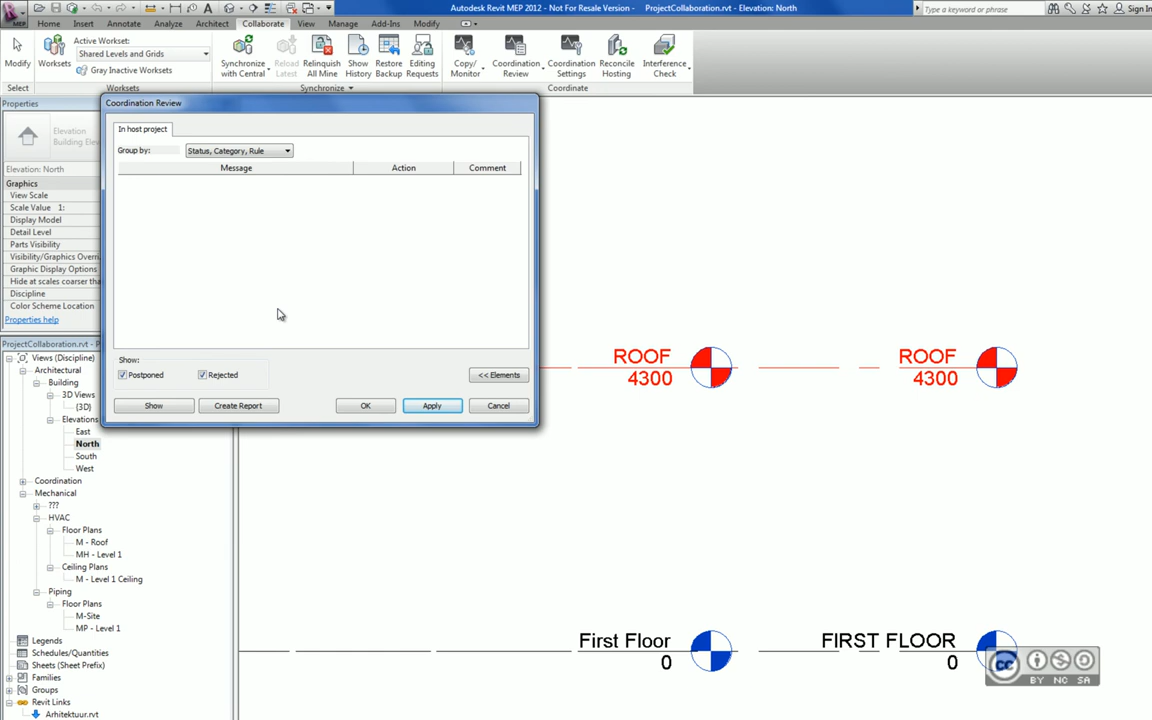 Autodesk Revit MEP 2012 - Not For Resale Version - ProjectCollaboration.rvt - Elevation: North
Type a keyword or phrase
Sign In
Home Insert Annotate Analyze Architect Collaborate View Manage Add-Ins Modify
Active Workset:
Shared Levels and Grids
Gray Inactive Worksets
Modify
Worksets
Synchronize
with Central
Reload
Latest
Relinquish
All Mine
Show
History
Restore
Backup
Editing
Requests
Copy/
Monitor
Coordination
Review
Coordination
Settings
Reconcile
Hosting
Interference
Check
Select
Worksets
Synchronize
Coordinate
Properties
Elevation
Building Elev
Elevation: North
Graphics
View Scale
Scale Value 1:
Display Model
Detail Level
Parts Visibility
Visibility/Graphics Overr
Graphic Display Options
Hide at scales coarser tha
Discipline
Color Scheme Location
Properties help
Coordination Review
In host project
Group by:
Status, Category, Rule
Message Action Comment
Show:
Postponed
Rejected
<< Elements
Show
Create Report
OK
Apply
Cancel
ProjectCollaboration.rvt - P
Views (Discipline)
Architectural
Building
3D Views
{3D}
Elevations
East
North
South
West
Coordination
Mechanical
???
HVAC
Floor Plans
M - Roof
MH - Level 1
Ceiling Plans
M - Level 1 Ceiling
Piping
Floor Plans
M-Site
MP - Level 1
Legends
Schedules/Quantities
Sheets (Sheet Prefix)
Families
Groups
Revit Links
Arhitektuur.rvt
ROOF
4300
ROOF
4300
First Floor
0
FIRST FLOOR
0
cc
BY NC SA